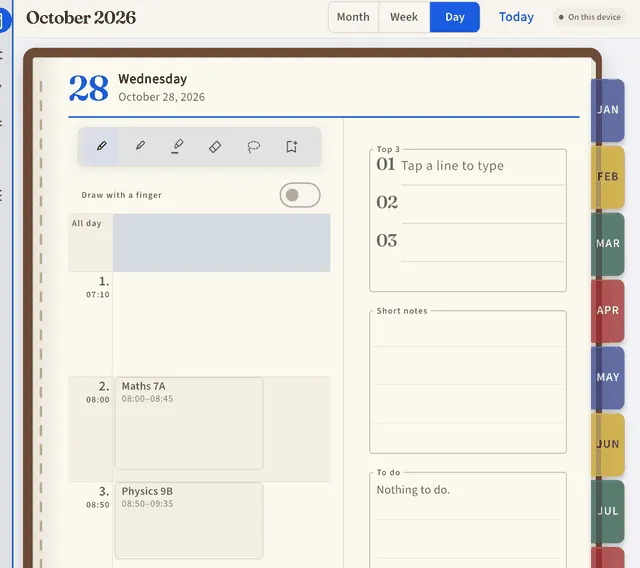 October 2026
Month
Week
Day
Today
On this device
28
Wednesday
October 28, 2026
Draw with a finger
All day
1.
07:10
2.
08:00
Maths 7A
08:00–08:45
3.
08:50
Physics 9B
08:50–09:35
Top 3
01 Tap a line to type
02
03
Short notes
To do
Nothing to do.
JAN
FEB
MAR
APR
MAY
JUN
JUL